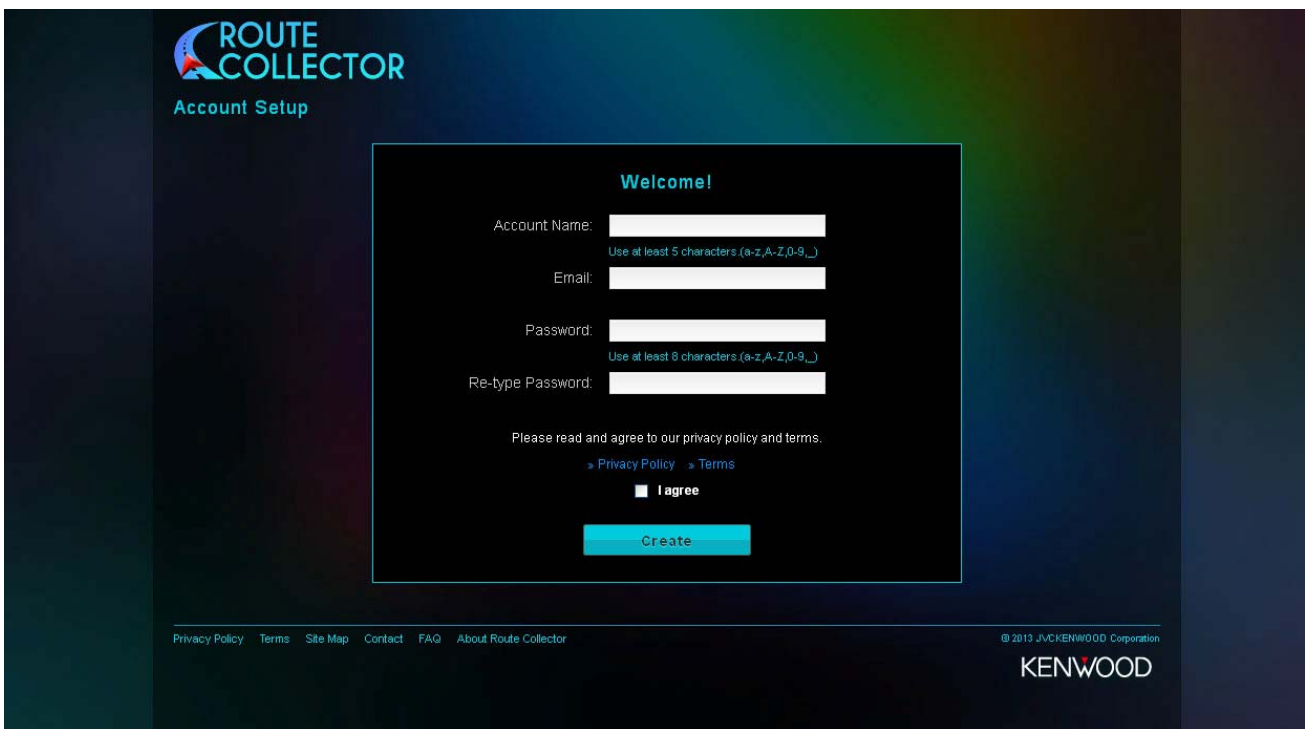 ROUTE
COLLECTOR
Account Setup
Welcome!
Account Name:
Use at least 5 characters.(a-z,A-Z,0-9,_)
Email:
Password:
Use at least 8 characters.(a-z,A-Z,0-9,_)
Re-type Password:
Please read and agree to our privacy policy and terms.
» Privacy Policy » Terms
I agree
Create
Privacy Policy Terms Site Map Contact FAQ About Route Collector
© 2013 JVCKENWOOD Corporation
KENWOOD